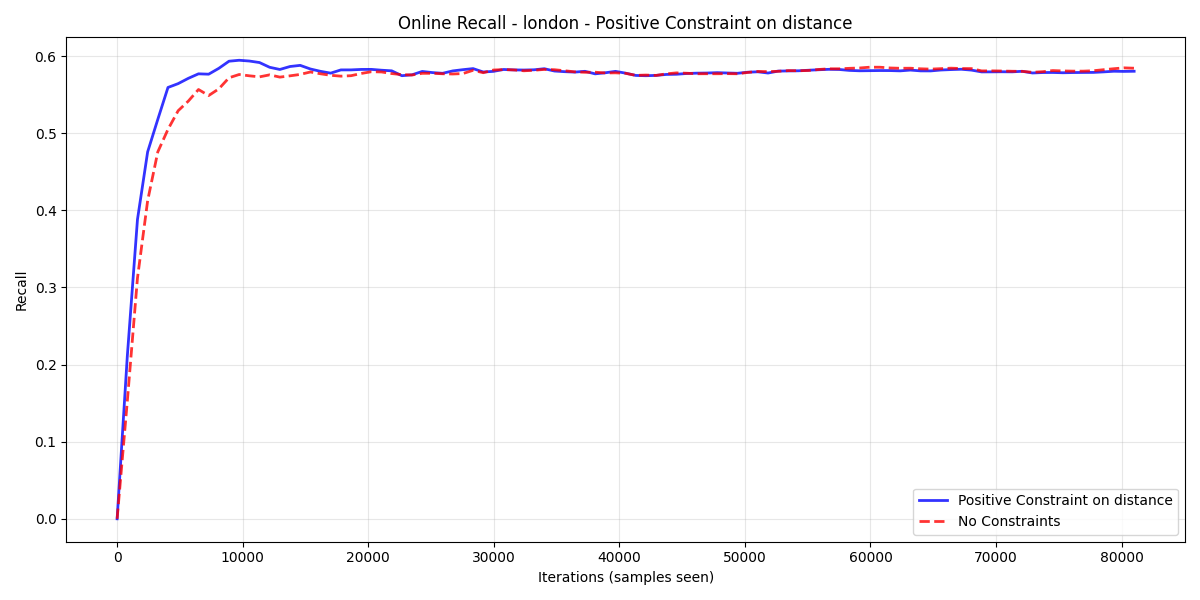 Online Recall - london - Positive Constraint on distance
0.6
0.5
0.4
0.3
0.2
0.1
0.0
Recall
0 10000 20000 30000 40000 50000 60000 70000 80000
Iterations (samples seen)
Positive Constraint on distance
No Constraints